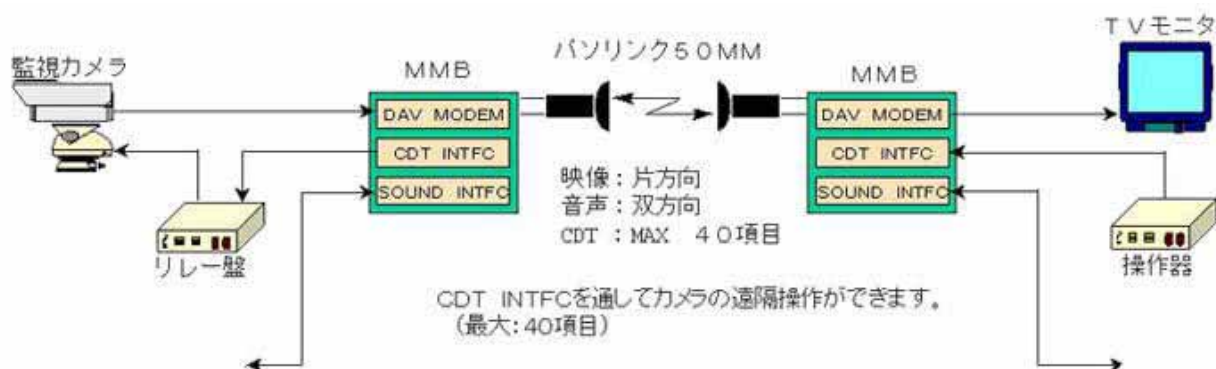 監視カメラ
MMB
DAV MODEM
CDT INTFC
SOUND INTFC
リレー盤
パソリンク５０ＭＭ
映像：片方向
音声：双方向
CDT：MAX ４０項目
MMB
DAV MODEM
CDT INTFC
SOUND INTFC
ＴＶモニタ
操作器
CDT INTFCを通してカメラの遠隔操作ができます。
（最大：40項目）